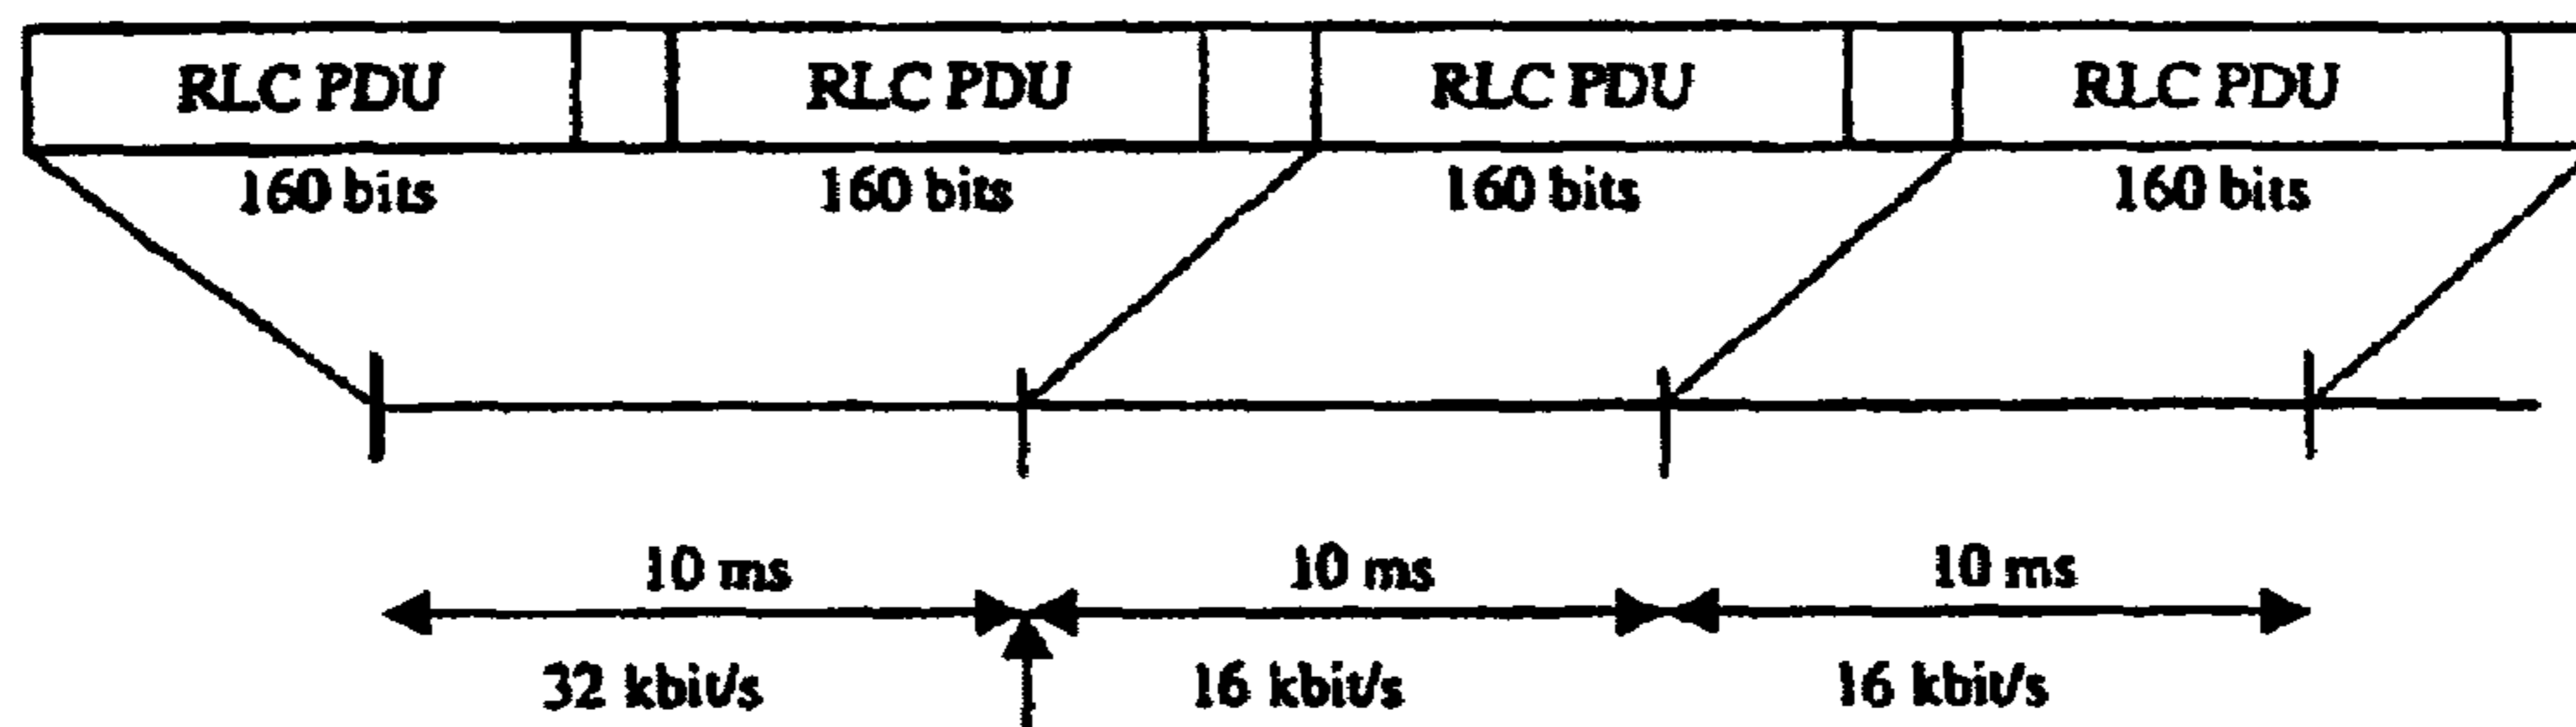 RLC PDU RLC PDU RLC PDU RLC PDU
160 bits 160 bits 160 bits 160 bits
10 ms 10 ms 10 ms
32 kbit/s 16 kbit/s 16 kbit/s